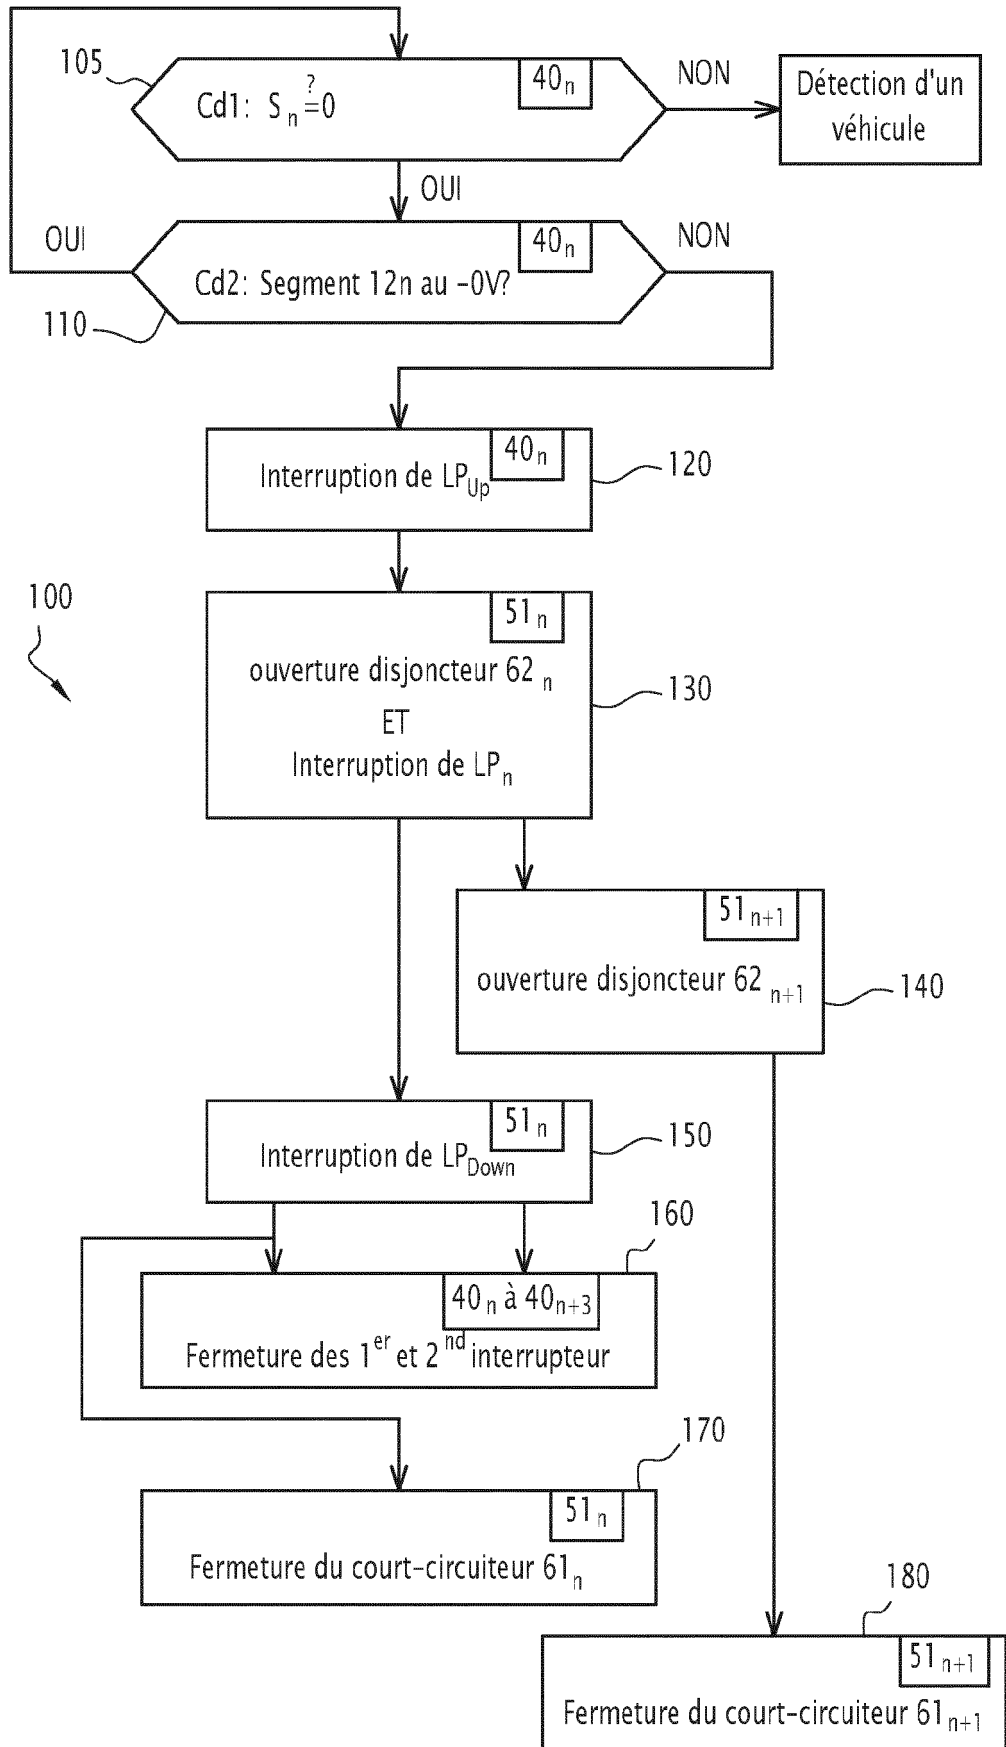 105
40n
Cd1: Sn ?= 0
NON
Détection d'un
véhicule
OUI
OUI
40n
NON
Cd2: Segment 12n au -0V?
110
40n
Interruption de LPUp
120
100
51n
ouverture disjoncteur 62n
ET
Interruption de LPn
130
51n+1
ouverture disjoncteur 62n+1
140
51n
Interruption de LPDown
150
160
40n à 40n+3
Fermeture des 1er et 2nd interrupteur
170
51n
Fermeture du court-circuiteur 61n
180
51n+1
Fermeture du court-circuiteur 61n+1